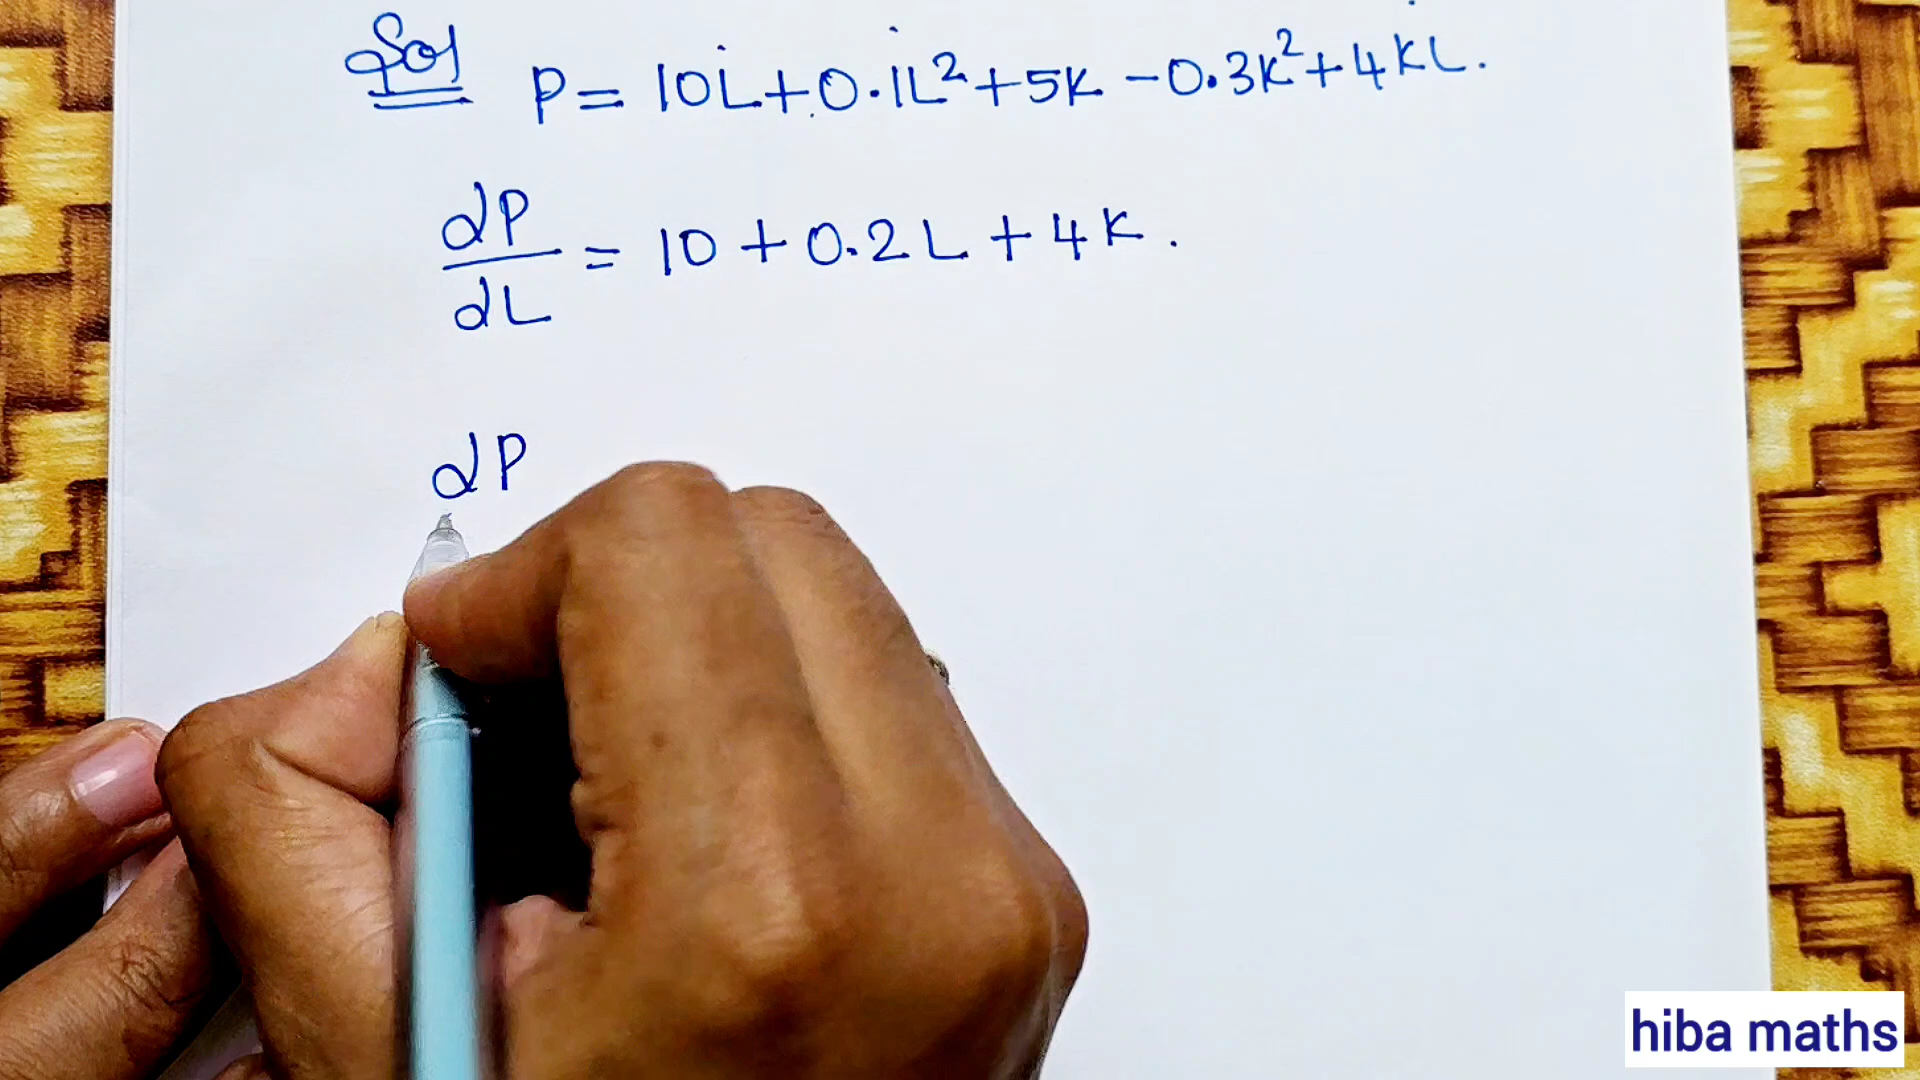 Sol P = 10L + 0.1L² + 5K - 0.3K² + 4KL.
dP/dL = 10 + 0.2L + 4K.
dP
hiba maths